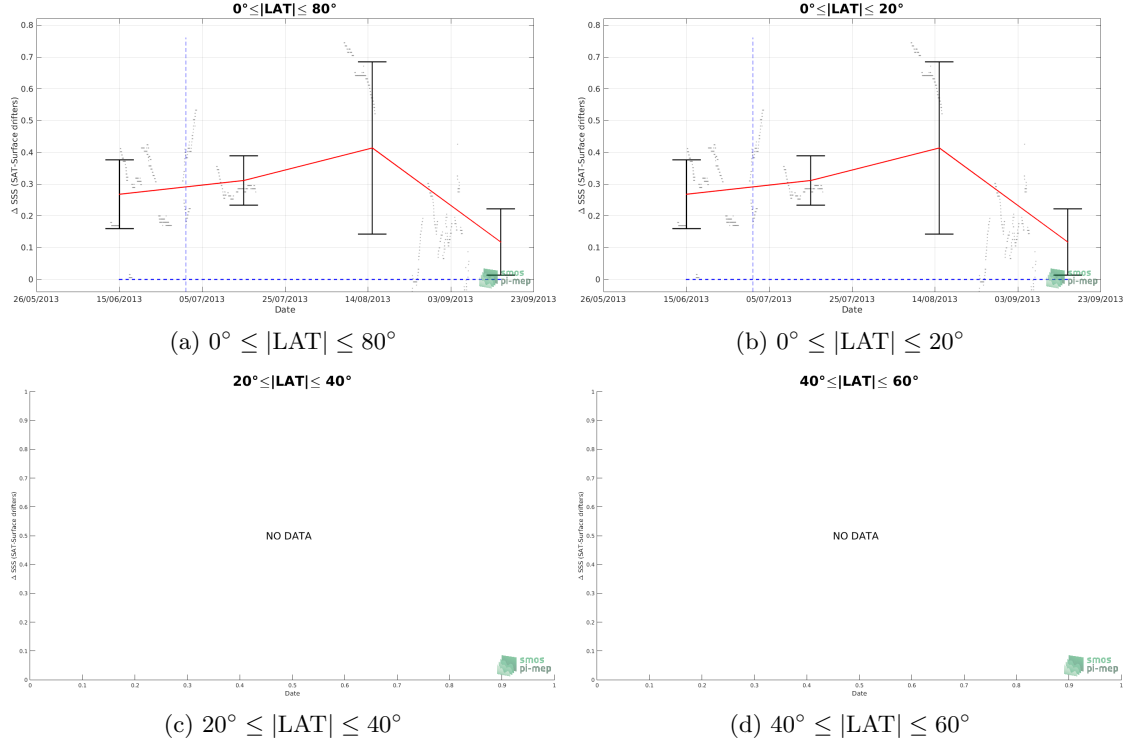 0°≤|LAT|≤ 80°
Δ SSS (SAT-Surface drifters)
0.8
0.7
0.6
0.5
0.4
0.3
0.2
0.1
0
26/05/2013 15/06/2013 05/07/2013 25/07/2013 14/08/2013 03/09/2013 23/09/2013
Date
smos
pi-mep
(a) 0° ≤ |LAT| ≤ 80°
0°≤|LAT|≤ 20°
Δ SSS (SAT-Surface drifters)
0.8
0.7
0.6
0.5
0.4
0.3
0.2
0.1
0
26/05/2013 15/06/2013 05/07/2013 25/07/2013 14/08/2013 03/09/2013 23/09/2013
Date
smos
pi-mep
(b) 0° ≤ |LAT| ≤ 20°
20°≤|LAT|≤ 40°
Δ SSS (SAT-Surface drifters)
1
0.9
0.8
0.7
0.6
0.5
0.4
0.3
0.2
0.1
0
NO DATA
0 0.1 0.2 0.3 0.4 0.5 0.6 0.7 0.8 0.9 1
Date
smos
pi-mep
(c) 20° ≤ |LAT| ≤ 40°
40°≤|LAT|≤ 60°
Δ SSS (SAT-Surface drifters)
1
0.9
0.8
0.7
0.6
0.5
0.4
0.3
0.2
0.1
0
NO DATA
0 0.1 0.2 0.3 0.4 0.5 0.6 0.7 0.8 0.9 1
Date
smos
pi-mep
(d) 40° ≤ |LAT| ≤ 60°